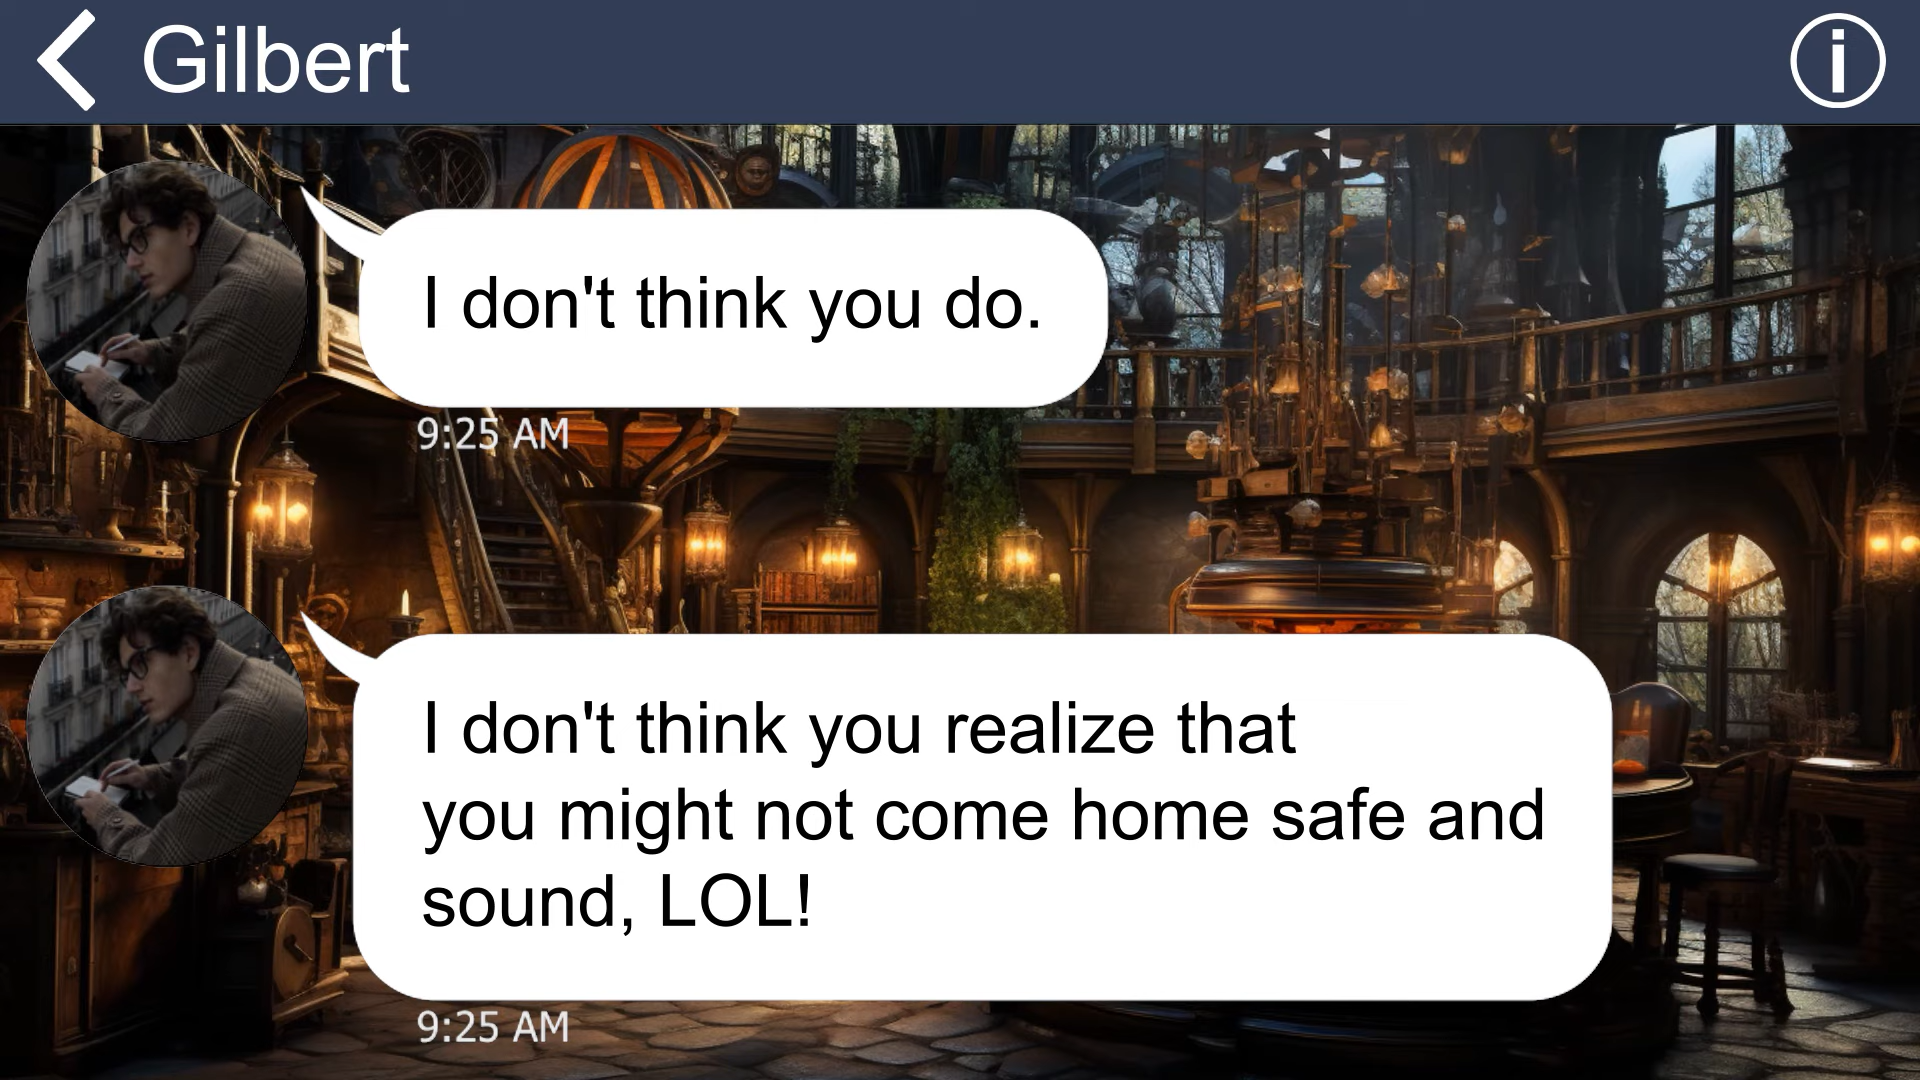 Gilbert
I don't think you do.
9:25 AM
I don't think you realize that
you might not come home safe and
sound, LOL!
9:25 AM